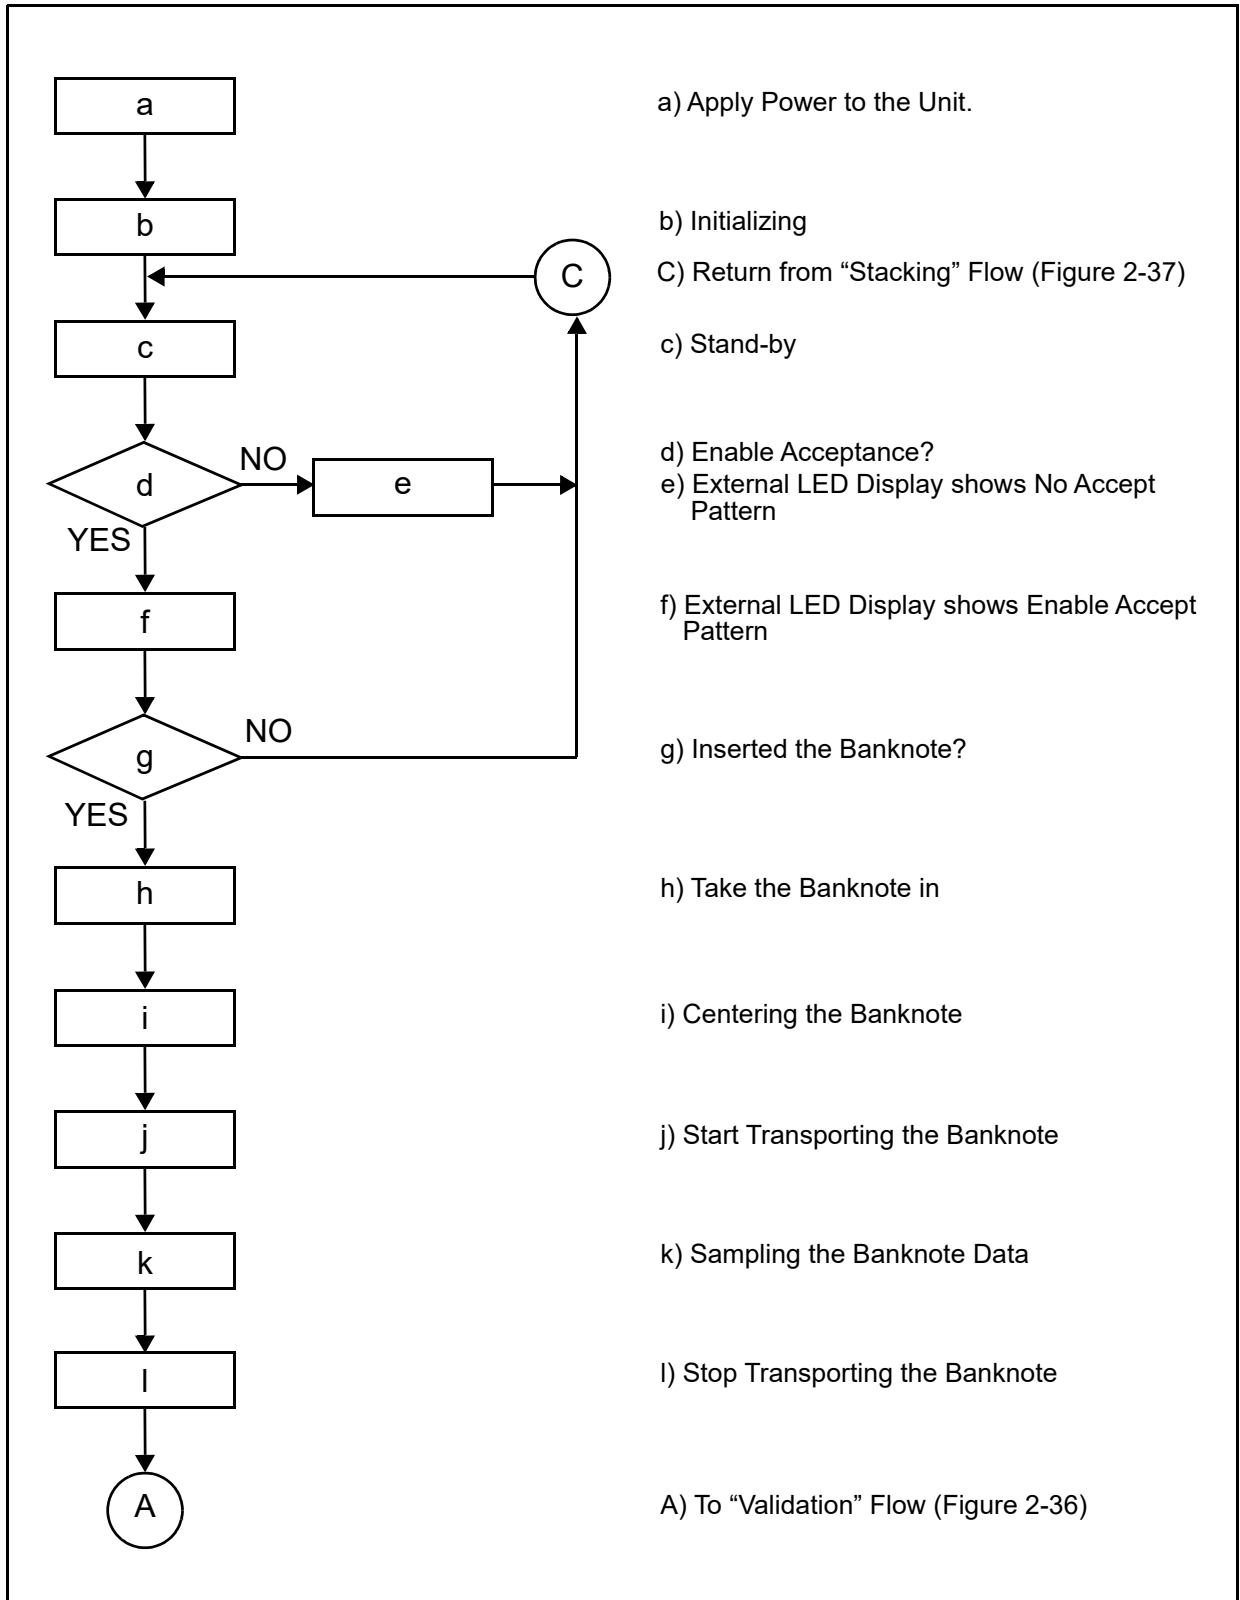 a
a) Apply Power to the Unit.
b
b) Initializing
C
C) Return from “Stacking” Flow (Figure 2-37)
c
c) Stand-by
d
NO
e
d) Enable Acceptance?
e) External LED Display shows No Accept
Pattern
YES
f
f) External LED Display shows Enable Accept
Pattern
g
NO
g) Inserted the Banknote?
YES
h
h) Take the Banknote in
i
i) Centering the Banknote
j
j) Start Transporting the Banknote
k
k) Sampling the Banknote Data
l
l) Stop Transporting the Banknote
A
A) To “Validation” Flow (Figure 2-36)